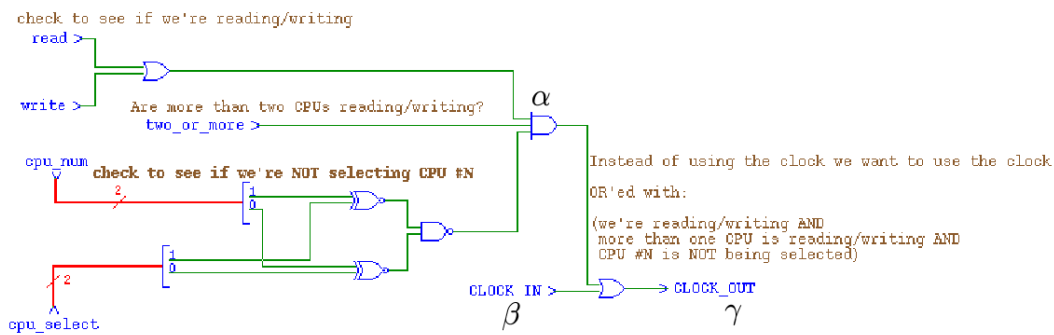 check to see if we're reading/writing
read
write
Are more than two CPUs reading/writing?
α
two_or_more
cpu_num
check to see if we're NOT selecting CPU #N
2
1
0
Instead of using the clock we want to use the clock
OR'ed with:
(we're reading/writing AND
more than one CPU is reading/writing AND
CPU #N is NOT being selected)
1
0
2
cpu_select
CLOCK_IN
CLOCK_OUT
β
γ